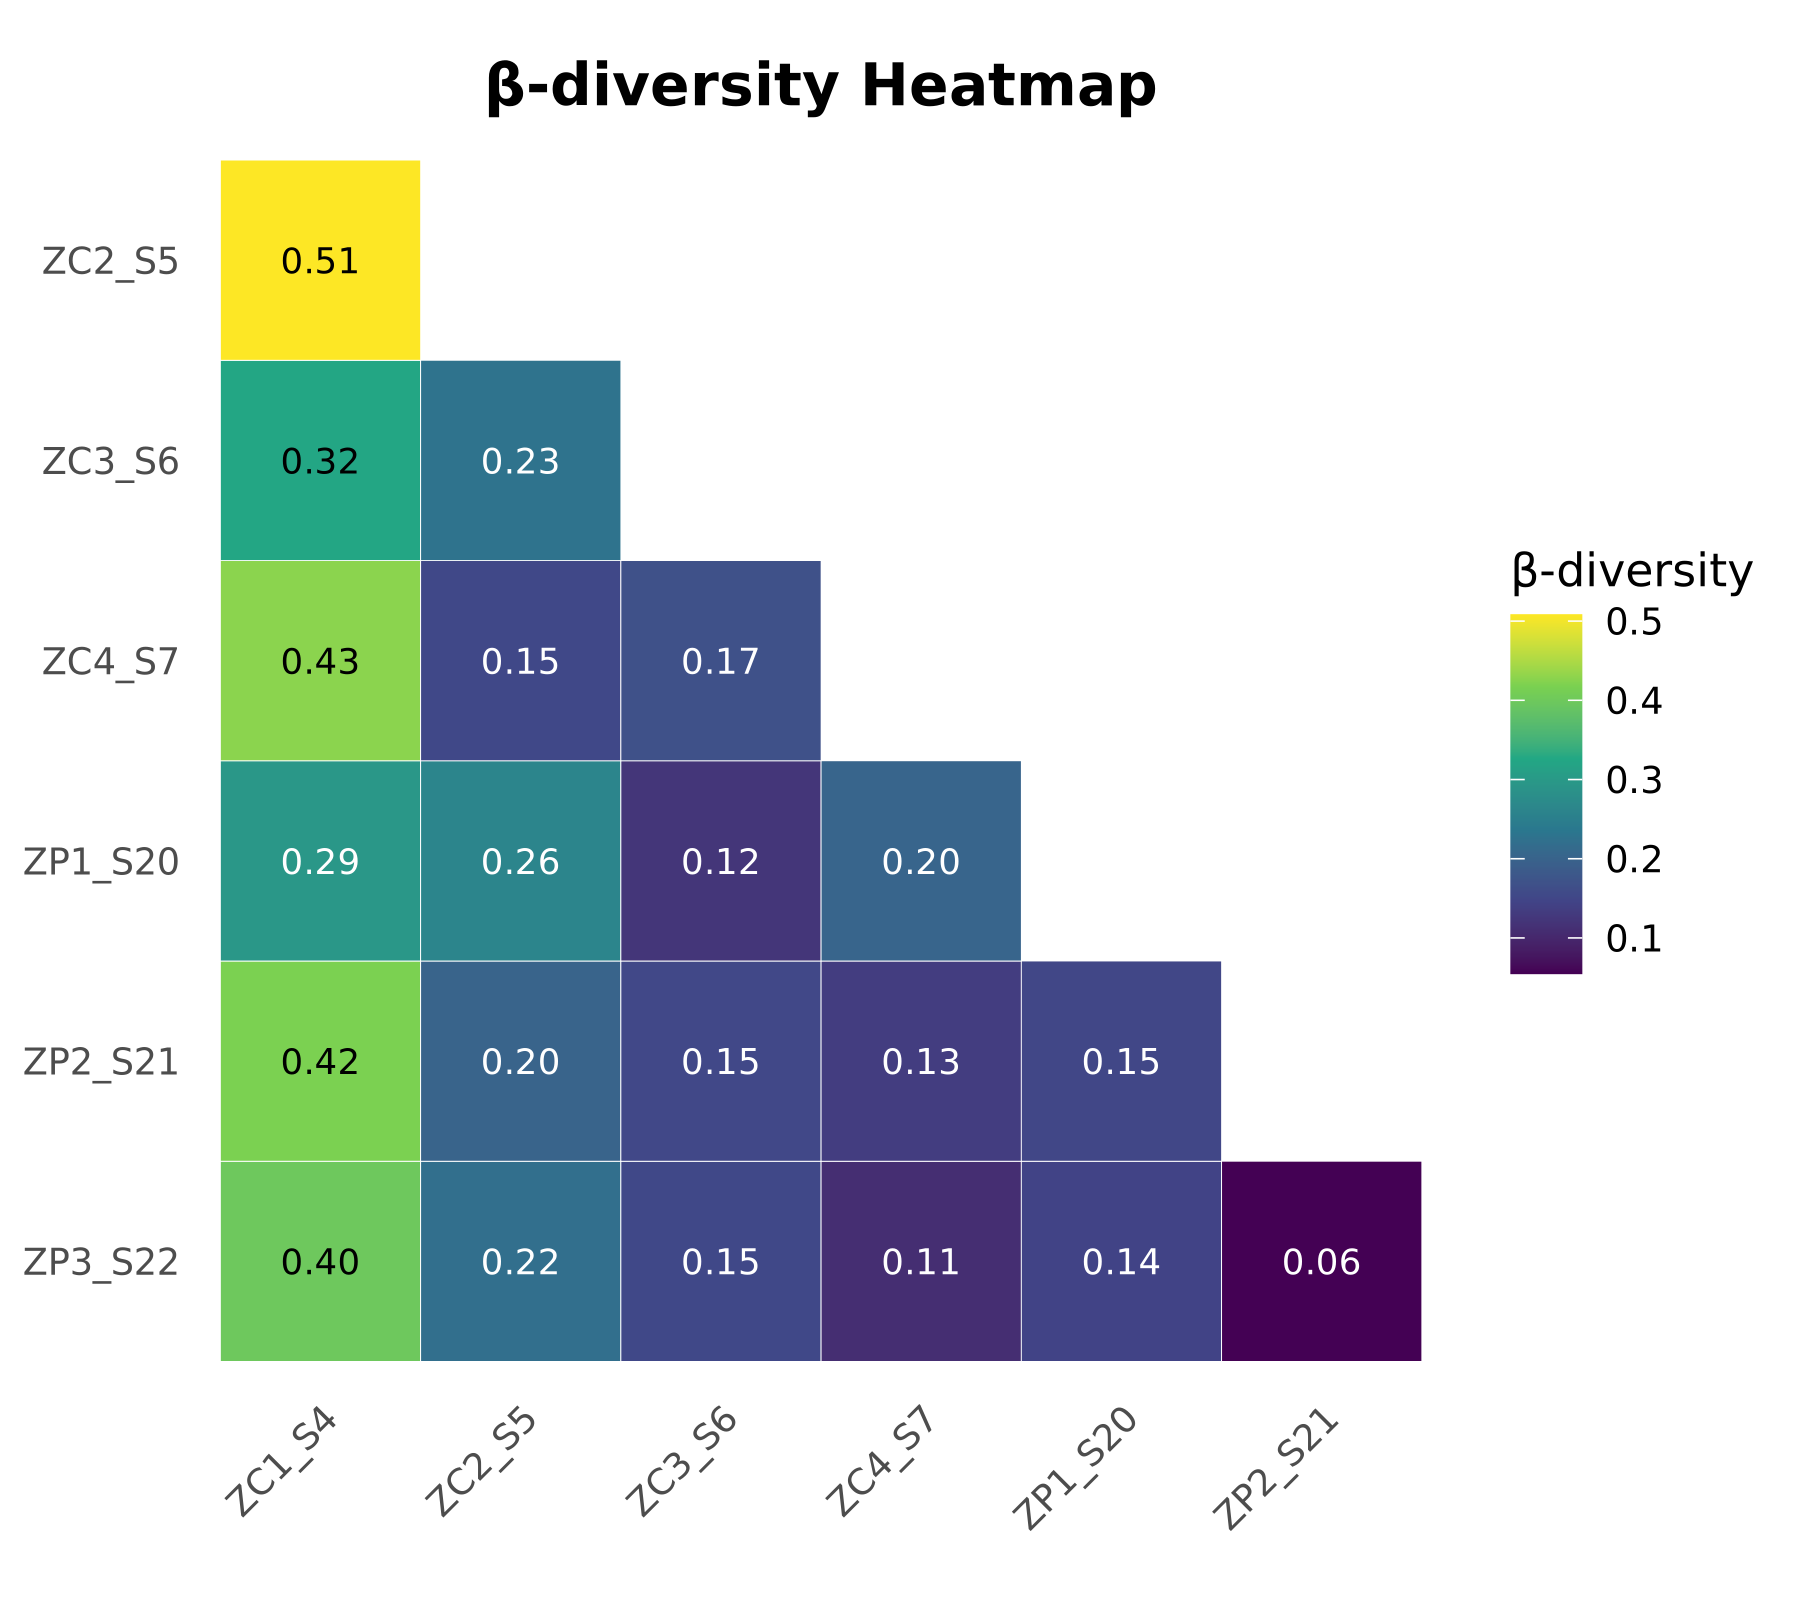 β-diversity Heatmap
ZC2_S5 0.51
ZC3_S6 0.32 0.23
ZC4_S7 0.43 0.15 0.17
ZP1_S20 0.29 0.26 0.12 0.20
ZP2_S21 0.42 0.20 0.15 0.13 0.15
ZP3_S22 0.40 0.22 0.15 0.11 0.14 0.06
ZC1_S4 ZC2_S5 ZC3_S6 ZC4_S7 ZP1_S20 ZP2_S21
β-diversity
0.5
0.4
0.3
0.2
0.1